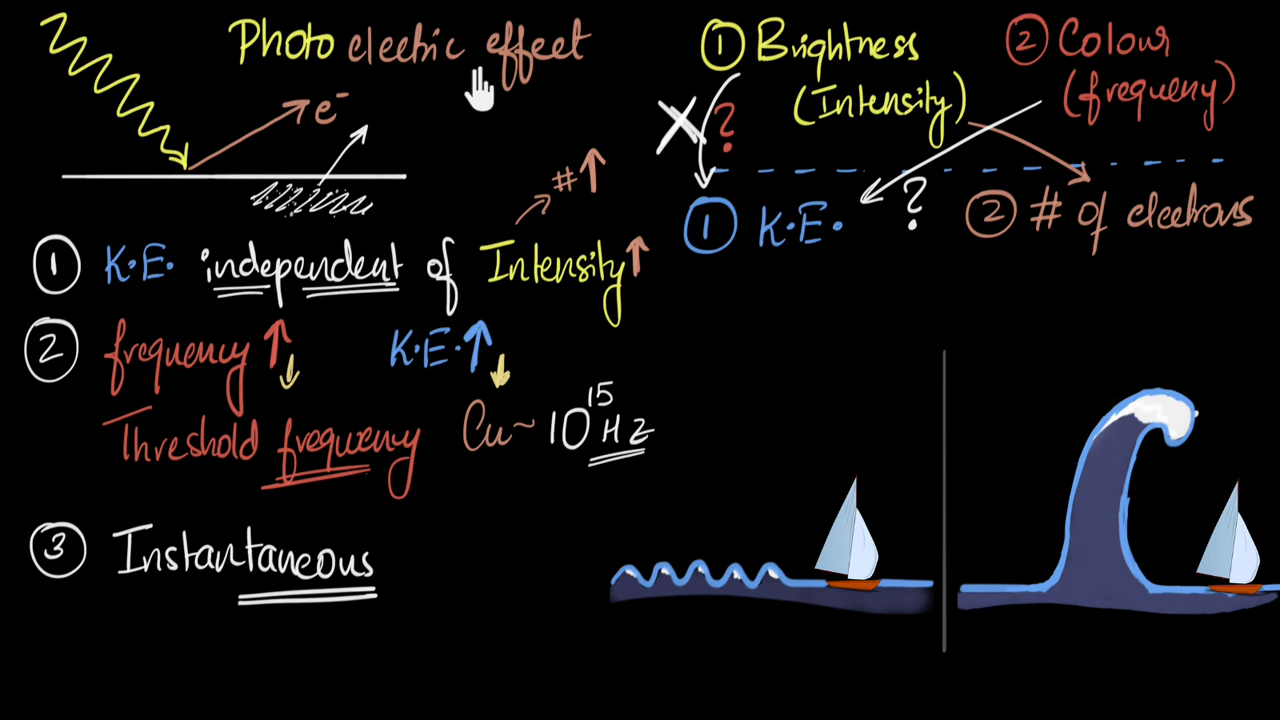 Photo electric effect
e⁻
# ↑
① K.E. independent of Intensity ↑
② frequency ↑ ↓ K.E. ↑ ↓
Threshold frequency Cu ~ 10¹⁵ Hz
③ Instantaneous
① Brightness
(Intensity)
② Colour
(frequeny)
X ?
① K.E. ?
② # of electrons